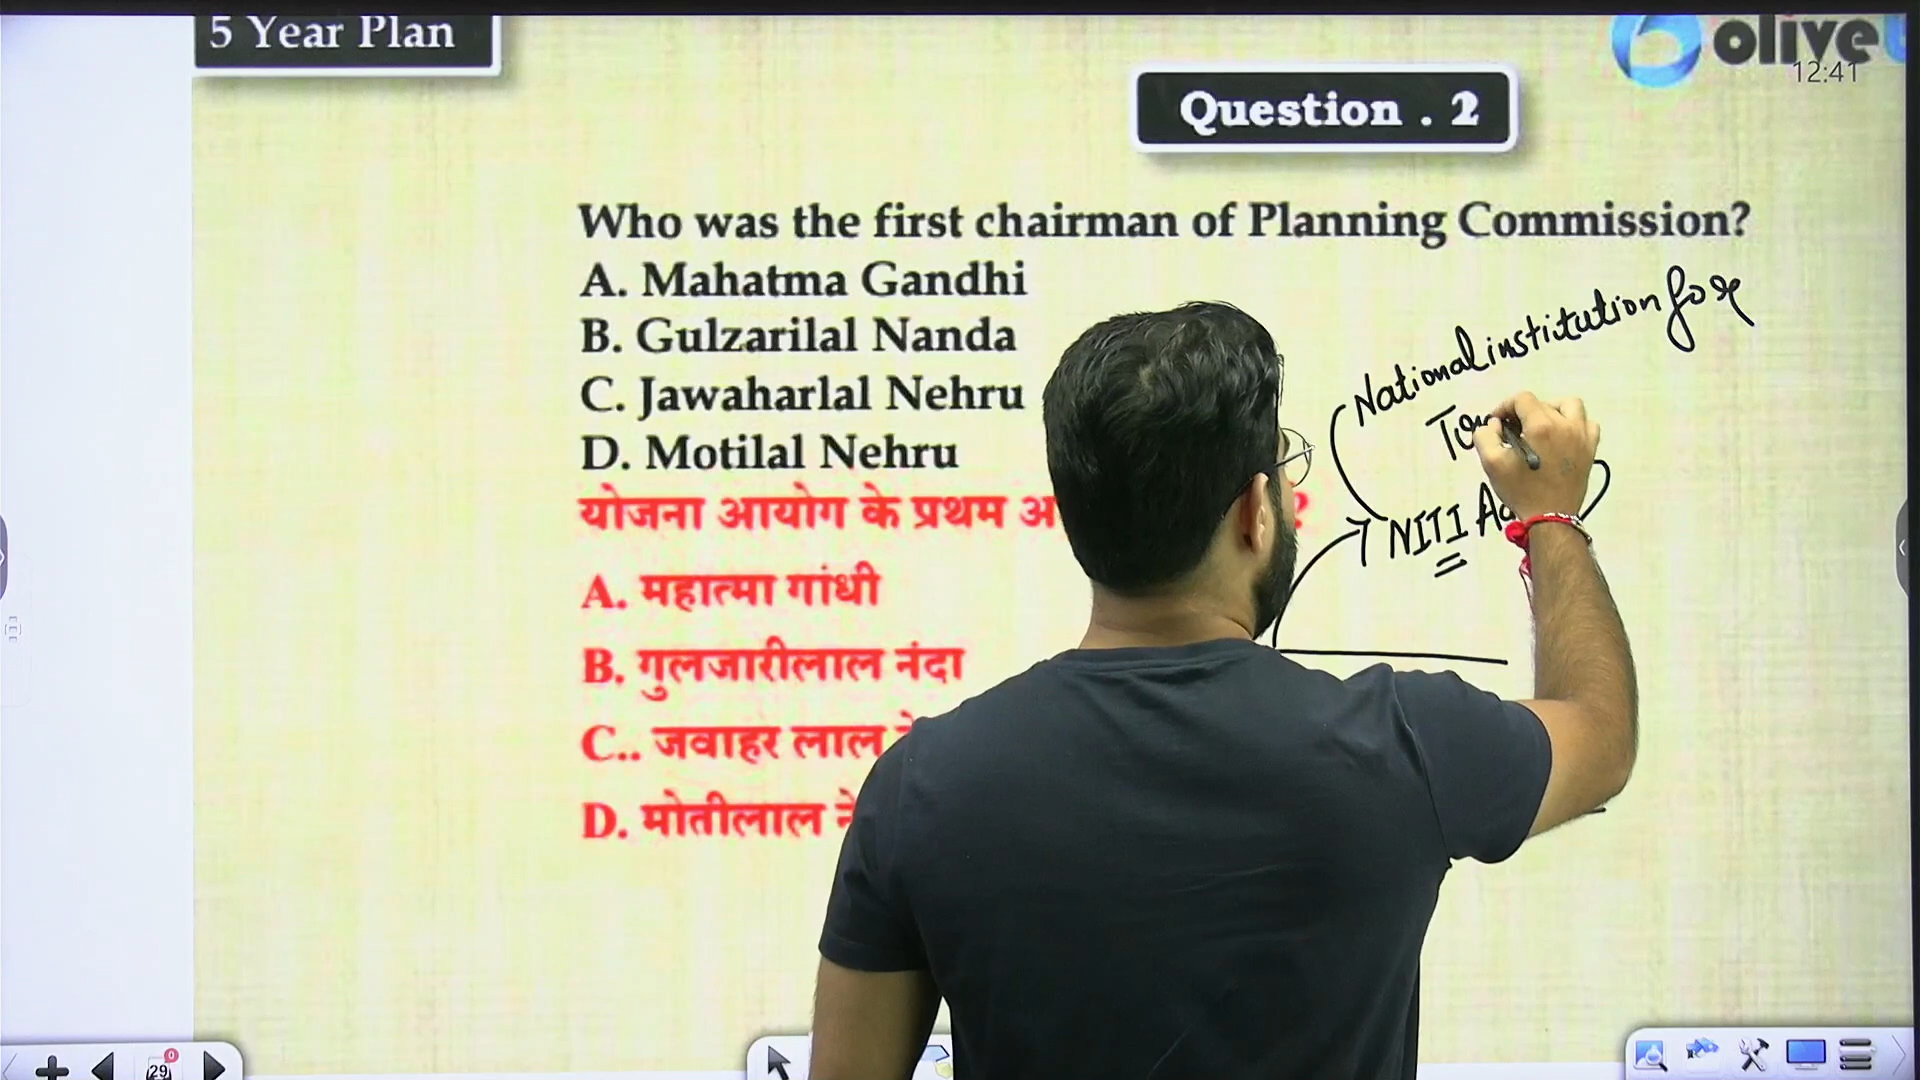 5 Year Plan
olive
12:41
Question . 2
Who was the first chairman of Planning Commission?
A. Mahatma Gandhi
B. Gulzarilal Nanda
C. Jawaharlal Nehru
D. Motilal Nehru
National institution for
NITI
योजना आयोग के प्रथम
?
A. महात्मा गांधी
B. गुलजारीलाल नंदा
C.. जवाहर लाल
D. मोतीलाल
29
0